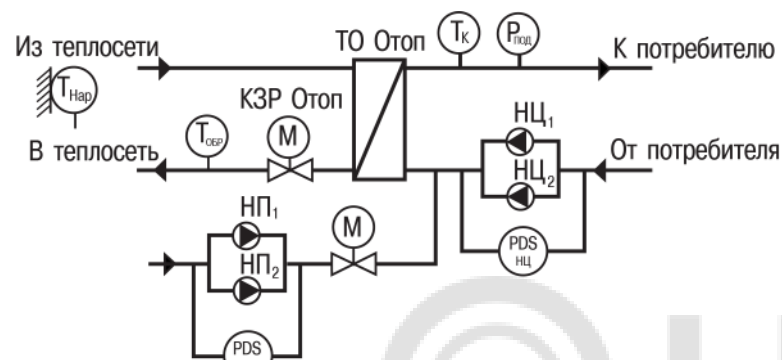 Из теплосети
ТО Отоп
Tк
Pпод
К потребителю
TНар
КЗР Отоп
M
НЦ1
В теплосеть
TОБР
От потребителя
НЦ2
НП1
M
PDS
НЦ
НП2
PDS